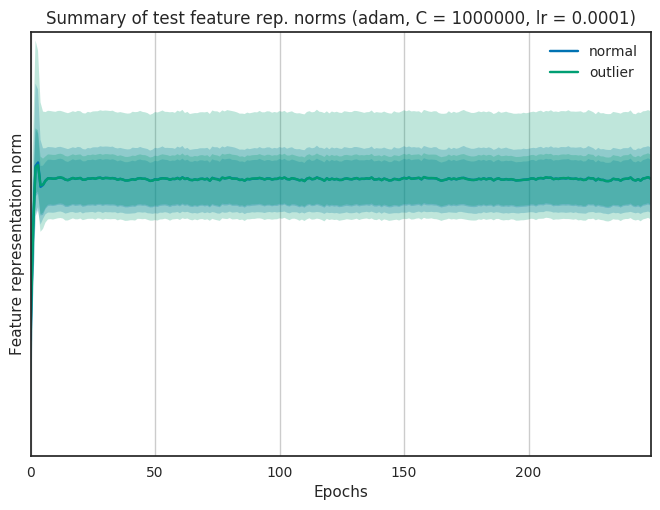 Summary of test feature rep. norms (adam, C = 1000000, lr = 0.0001)
normal
outlier
Feature representation norm
0 50 100 150 200
Epochs